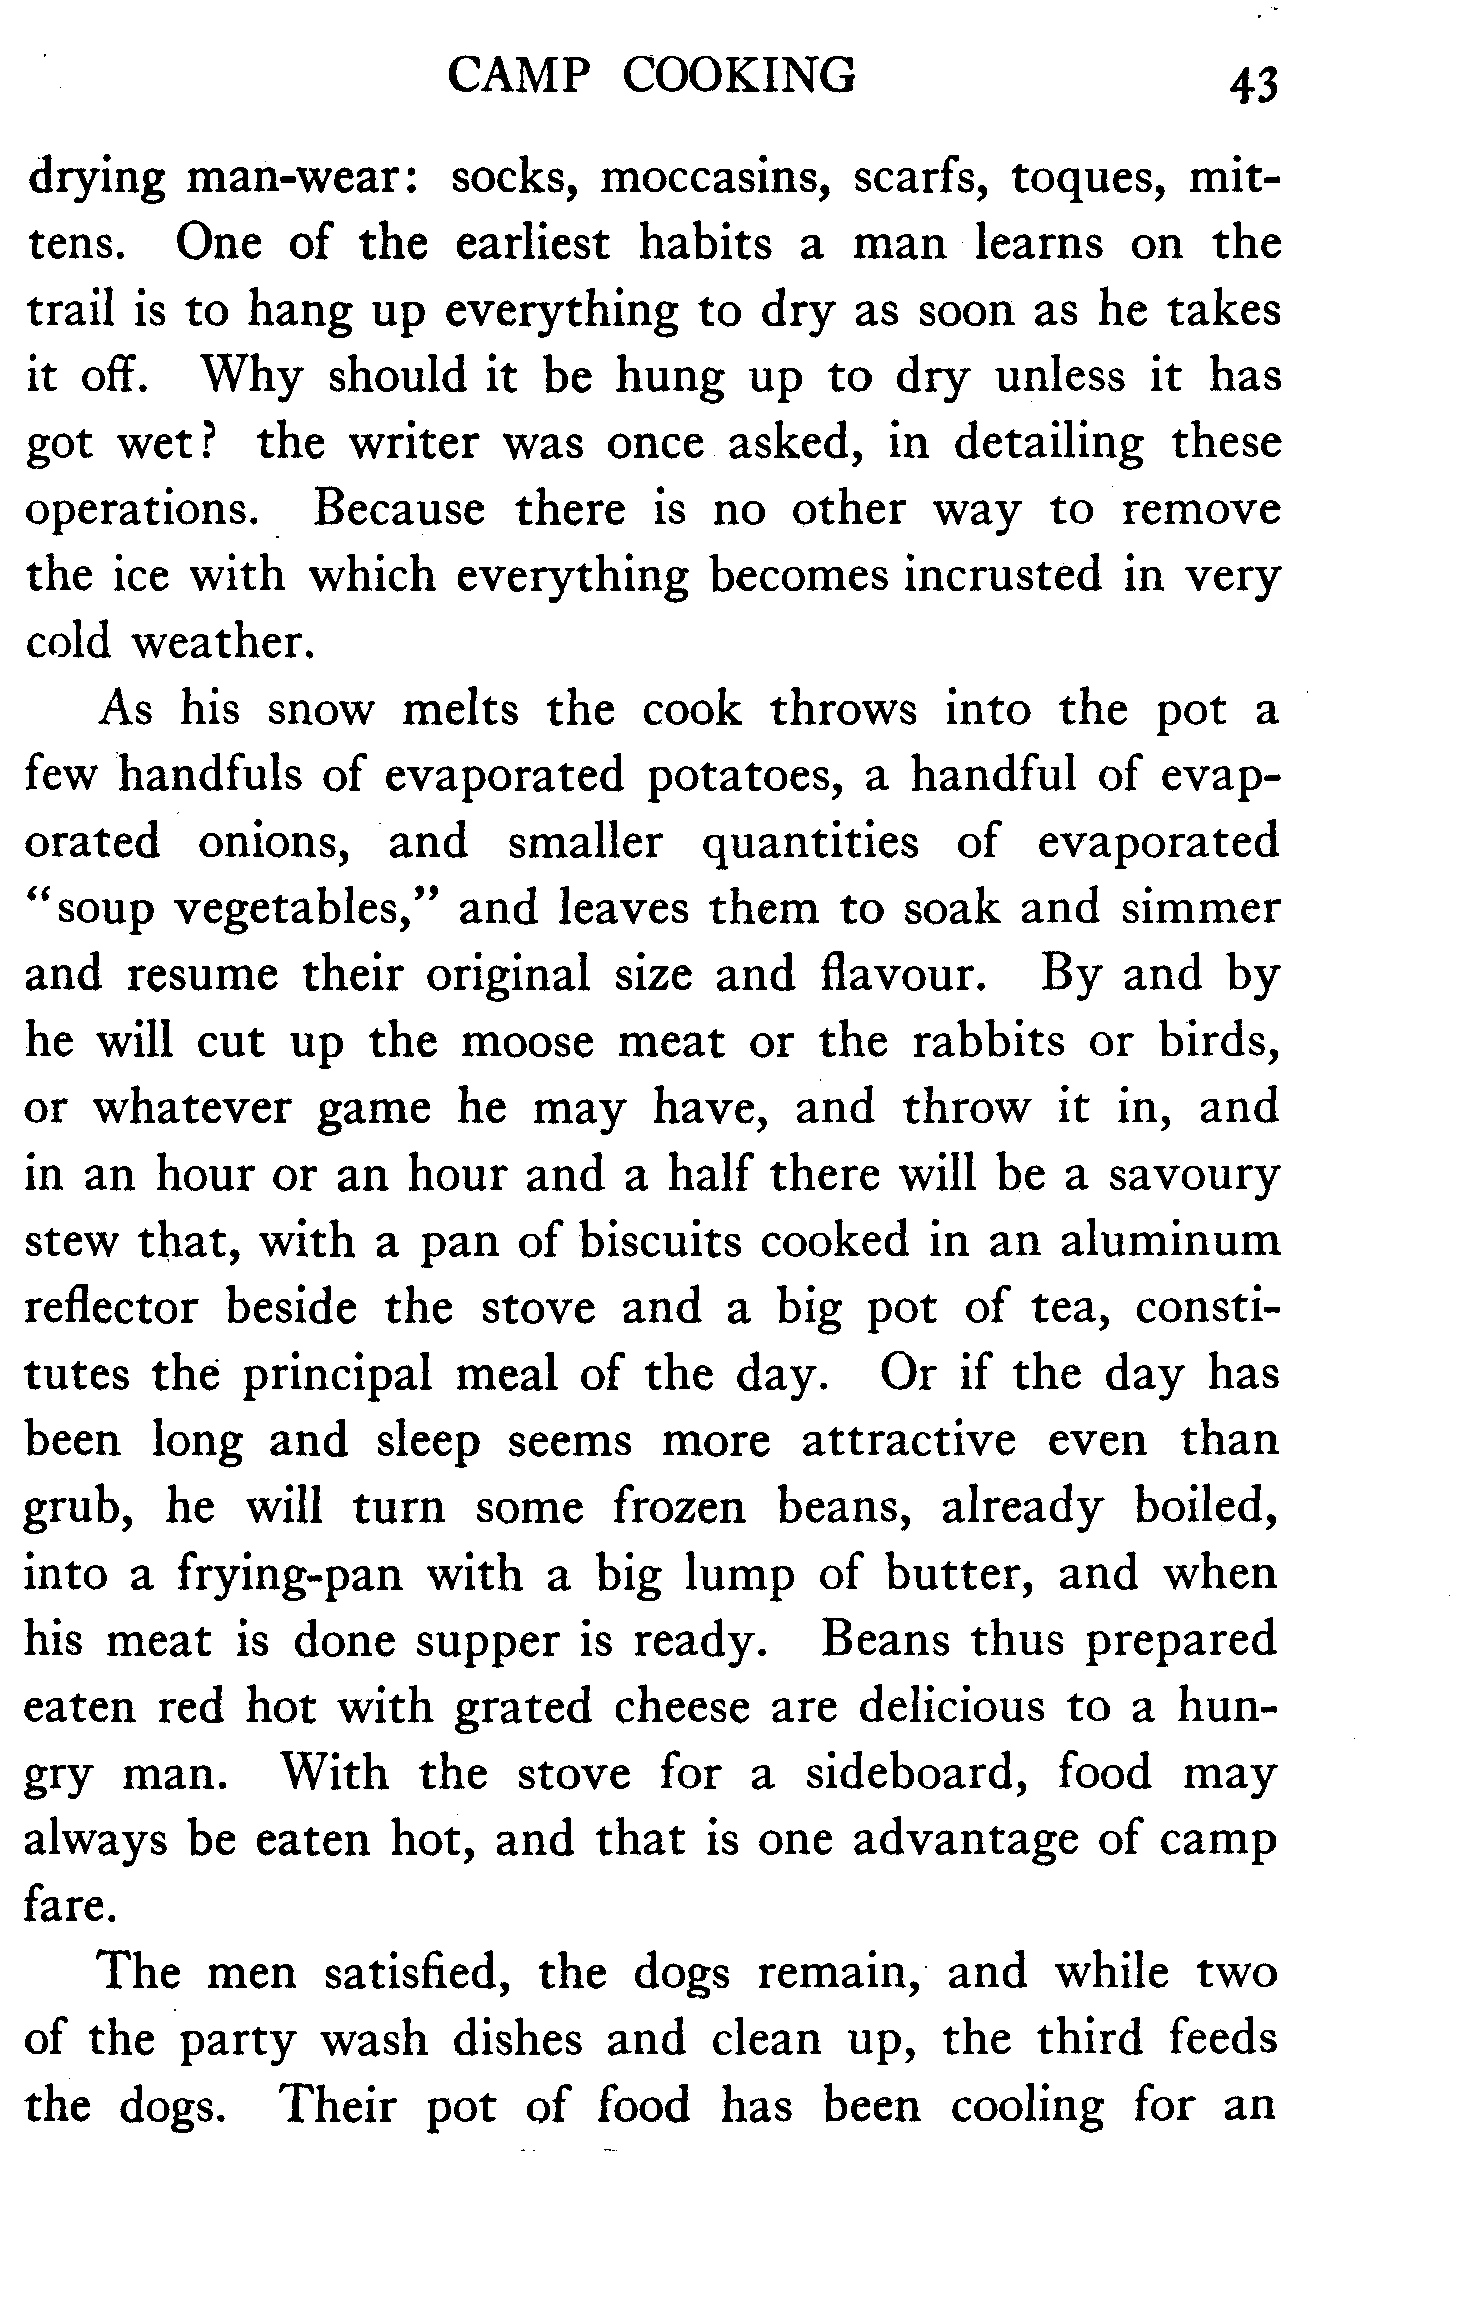 CAMP COOKING 43
drying man-wear: socks, moccasins, scarfs, toques, mit-
tens. One of the earliest habits a man learns on the
trail is to hang up everything to dry as soon as he takes
it off. Why should it be hung up to dry unless it has
got wet? the writer was once asked, in detailing these
operations. Because there is no other way to remove
the ice with which everything becomes incrusted in very
cold weather.
As his snow melts the cook throws into the pot a
few handfuls of evaporated potatoes, a handful of evap-
orated onions, and smaller quantities of evaporated
"soup vegetables," and leaves them to soak and simmer
and resume their original size and flavour. By and by
he will cut up the moose meat or the rabbits or birds,
or whatever game he may have, and throw it in, and
in an hour or an hour and a half there will be a savoury
stew that, with a pan of biscuits cooked in an aluminum
reflector beside the stove and a big pot of tea, consti-
tutes the principal meal of the day. Or if the day has
been long and sleep seems more attractive even than
grub, he will turn some frozen beans, already boiled,
into a frying-pan with a big lump of butter, and when
his meat is done supper is ready. Beans thus prepared
eaten red hot with grated cheese are delicious to a hun-
gry man. With the stove for a sideboard, food may
always be eaten hot, and that is one advantage of camp
fare.
The men satisfied, the dogs remain, and while two
of the party wash dishes and clean up, the third feeds
the dogs. Their pot of food has been cooling for an